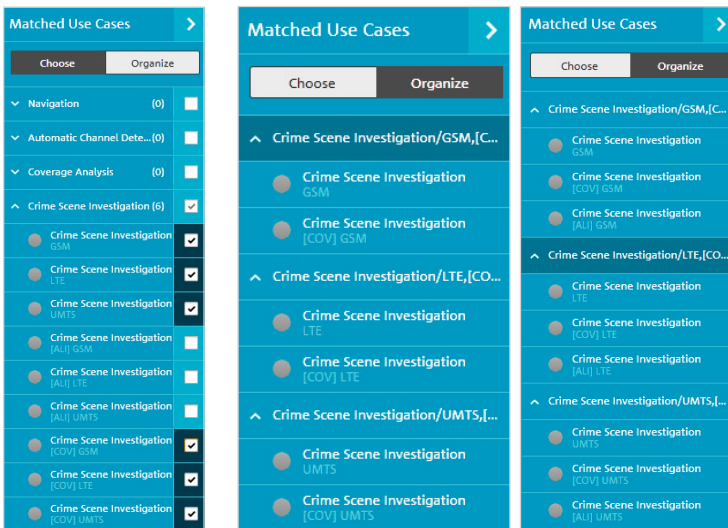 Matched Use Cases
Choose Organize
Navigation (0)
Automatic Channel Dete...(0)
Coverage Analysis (0)
Crime Scene Investigation (6)
Crime Scene Investigation
GSM
Crime Scene Investigation
LTE
Crime Scene Investigation
UMTS
Crime Scene Investigation
[ALI] GSM
Crime Scene Investigation
[ALI] LTE
Crime Scene Investigation
[ALI] UMTS
Crime Scene Investigation
[COV] GSM
Crime Scene Investigation
[COV] LTE
Crime Scene Investigation
[COV] UMTS
Matched Use Cases
Choose Organize
Crime Scene Investigation/GSM,[C...
Crime Scene Investigation
GSM
Crime Scene Investigation
[COV] GSM
Crime Scene Investigation/LTE,[CO...
Crime Scene Investigation
LTE
Crime Scene Investigation
[COV] LTE
Crime Scene Investigation/UMTS,[...
Crime Scene Investigation
UMTS
Crime Scene Investigation
[COV] UMTS
Matched Use Cases
Choose Organize
Crime Scene Investigation/GSM,[C...
Crime Scene Investigation
GSM
Crime Scene Investigation
[COV] GSM
Crime Scene Investigation
[ALI] GSM
Crime Scene Investigation/LTE,[CO...
Crime Scene Investigation
LTE
Crime Scene Investigation
[COV] LTE
Crime Scene Investigation
[ALI] LTE
Crime Scene Investigation/UMTS,[...
Crime Scene Investigation
UMTS
Crime Scene Investigation
[COV] UMTS
Crime Scene Investigation
[ALI] UMTS